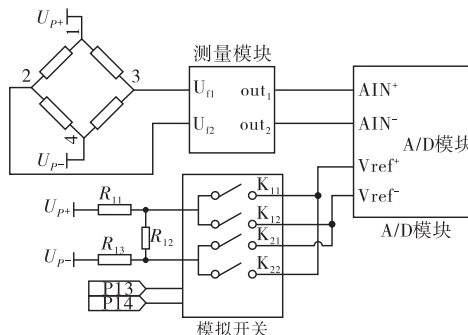 U_{P+}
1
2
3
4
U_{P-}
测量模块
U_{f1}
out_1
U_{f2}
out_2
AIN^+
AIN^-
A/D模块
Vref^+
Vref^-
A/D模块
U_{P+}
R_{11}
R_{12}
U_{P-}
R_{13}
K_{11}
K_{12}
K_{21}
K_{22}
P13
P14
模拟开关